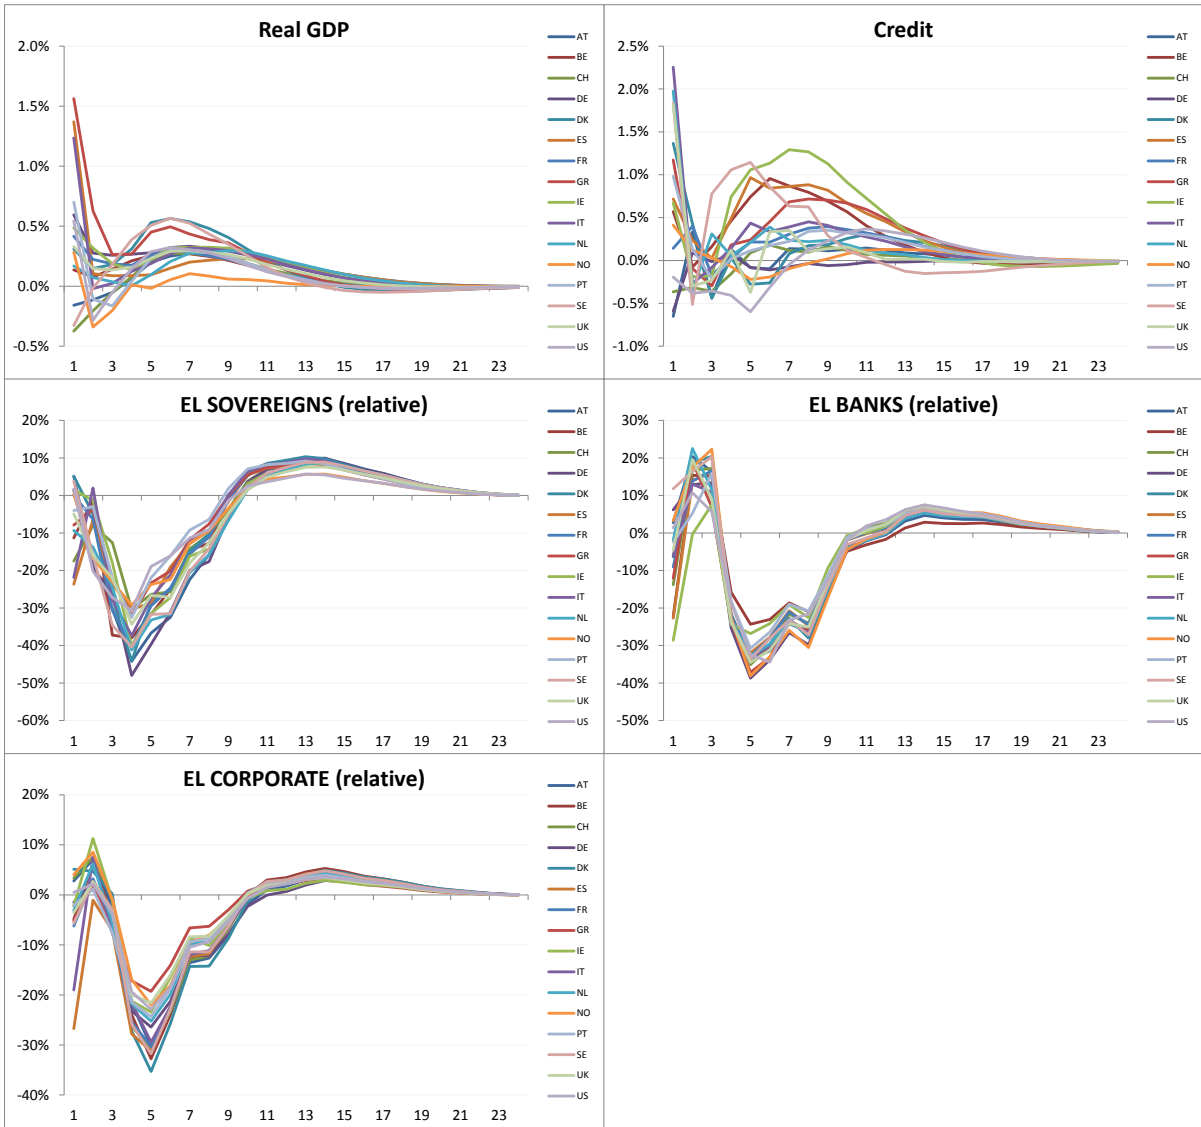 Real GDP
2.0%
1.5%
1.0%
0.5%
0.0%
-0.5%
1 3 5 7 9 11 13 15 17 19 21 23
AT
BE
CH
DE
DK
ES
FR
GR
IE
IT
NL
NO
PT
SE
UK
US
Credit
2.5%
2.0%
1.5%
1.0%
0.5%
0.0%
-0.5%
-1.0%
1 3 5 7 9 11 13 15 17 19 21 23
AT
BE
CH
DE
DK
ES
FR
GR
IE
IT
NL
NO
PT
SE
UK
US
EL SOVEREIGNS (relative)
20%
10%
0%
-10%
-20%
-30%
-40%
-50%
-60%
1 3 5 7 9 11 13 15 17 19 21 23
AT
BE
CH
DE
DK
ES
FR
GR
IE
IT
NL
NO
PT
SE
UK
US
EL BANKS (relative)
30%
20%
10%
0%
-10%
-20%
-30%
-40%
-50%
1 3 5 7 9 11 13 15 17 19 21 23
AT
BE
CH
DE
DK
ES
FR
GR
IE
IT
NL
NO
PT
SE
UK
US
EL CORPORATE (relative)
20%
10%
0%
-10%
-20%
-30%
-40%
1 3 5 7 9 11 13 15 17 19 21 23
AT
BE
CH
DE
DK
ES
FR
GR
IE
IT
NL
NO
PT
SE
UK
US